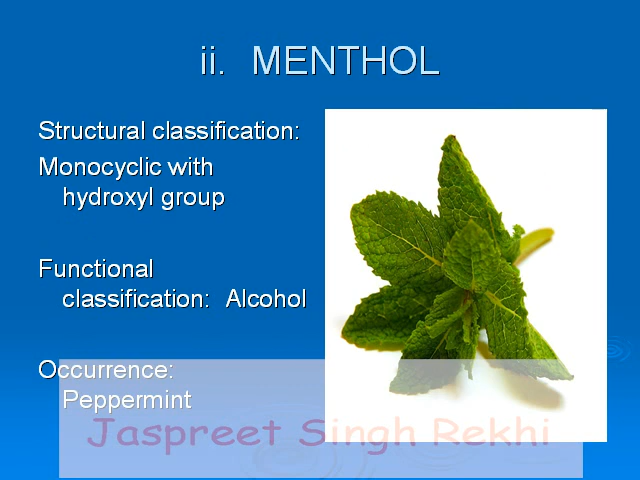 ii. MENTHOL
Structural classification:
Monocyclic with
hydroxyl group
Functional
classification: Alcohol
Occurrence:
Peppermint
Jaspreet Singh Rekhi